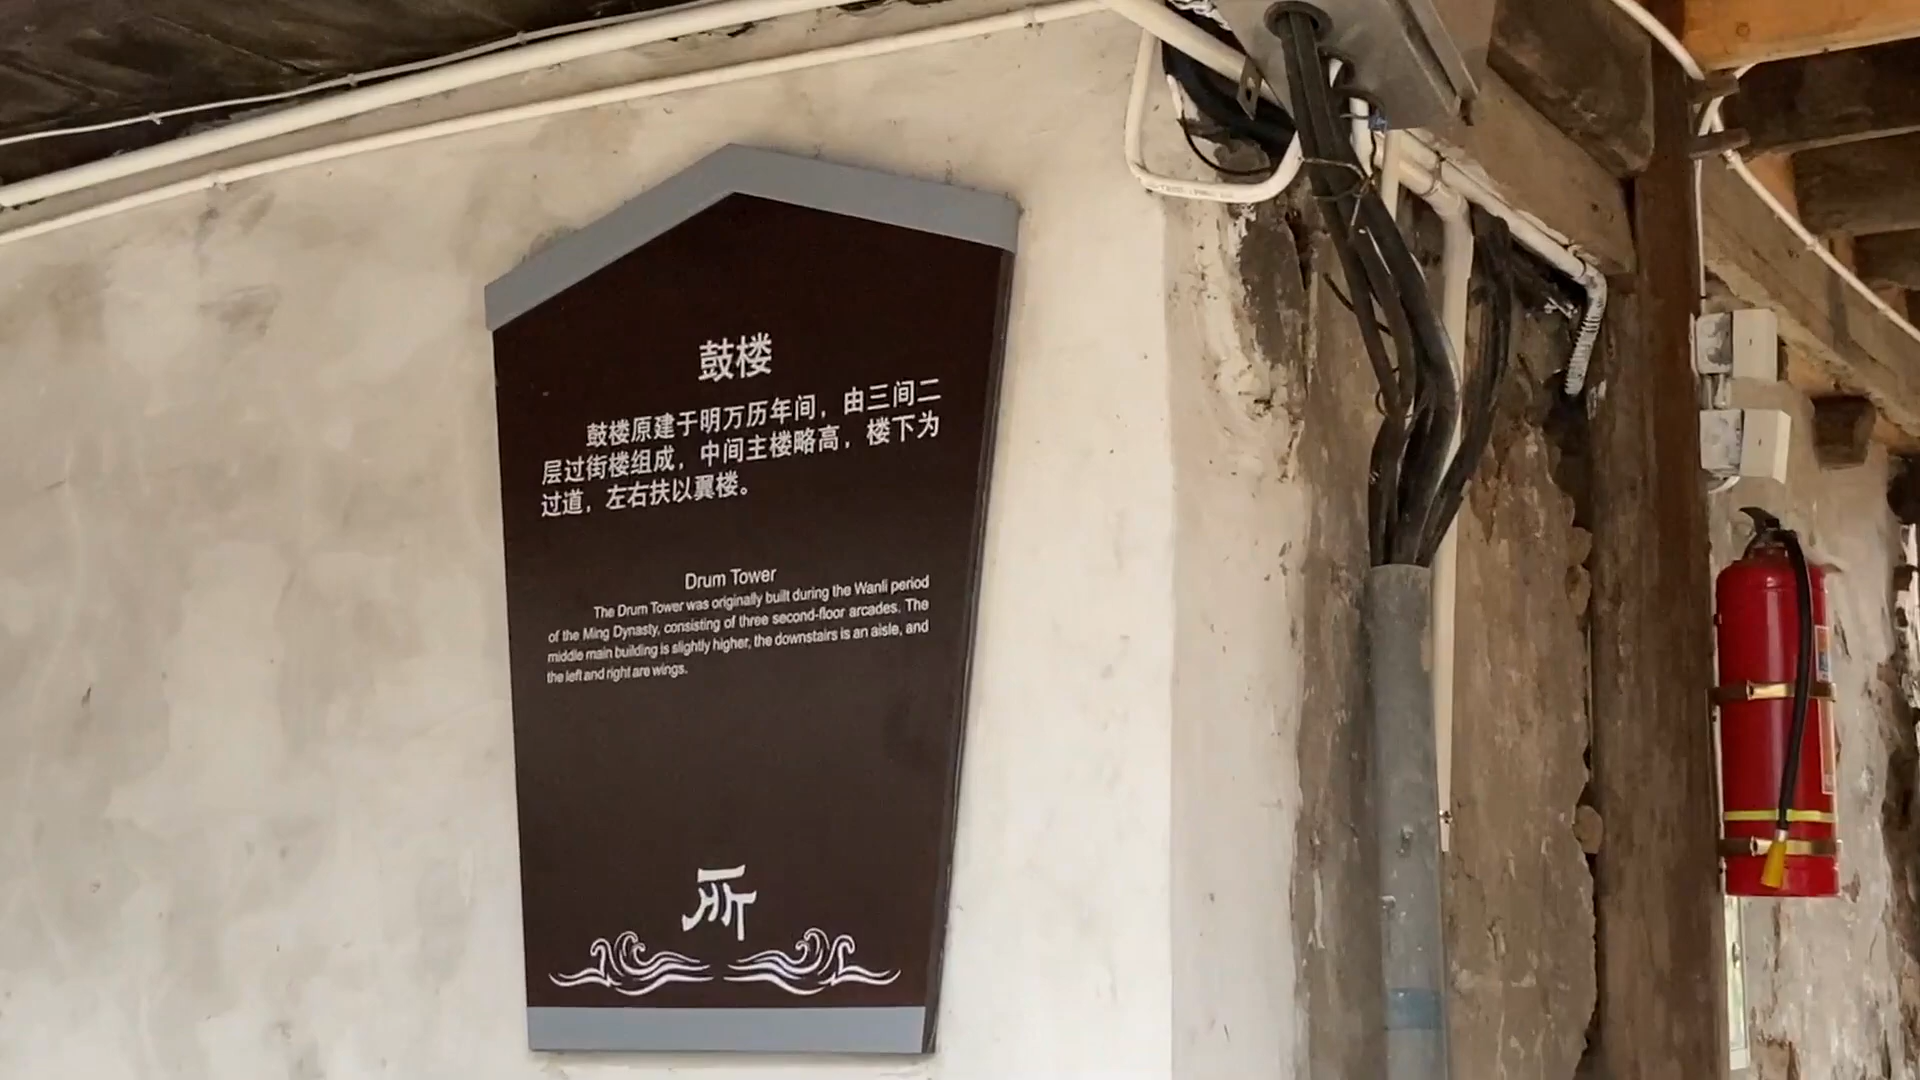 鼓楼
鼓楼原建于明万历年间，由三间二
层过街楼组成，中间主楼略高，楼下为
过道，左右扶以翼楼。
Drum Tower
The Drum Tower was originally built during the Wanli period
of the Ming Dynasty, consisting of three second-floor arcades. The
middle main building is slightly higher, the downstairs is an aisle, and
the left and right are wings.
所